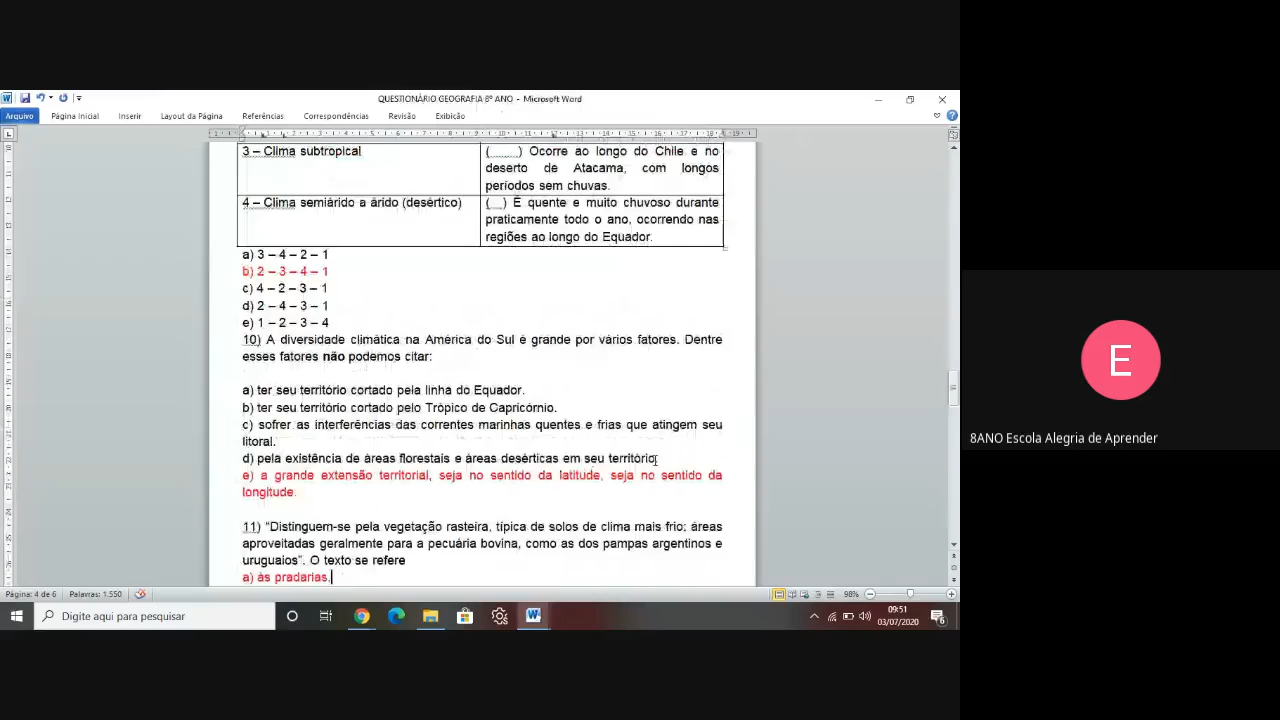 QUESTIONÁRIO GEOGRAFIA 8º ANO - Microsoft Word
Arquivo Página Inicial Inserir Layout da Página Referências Correspondências Revisão Exibição
3 – Clima subtropical
(___) Ocorre ao longo do Chile e no
deserto de Atacama, com longos
períodos sem chuvas.
4 – Clima semiárido a árido (desértico)
(__) É quente e muito chuvoso durante
praticamente todo o ano, ocorrendo nas
regiões ao longo do Equador.
a) 3 – 4 – 2 – 1
b) 2 – 3 – 4 – 1
c) 4 – 2 – 3 – 1
d) 2 – 4 – 3 – 1
e) 1 – 2 – 3 – 4
10) A diversidade climática na América do Sul é grande por vários fatores. Dentre
esses fatores não podemos citar:
a) ter seu território cortado pela linha do Equador.
b) ter seu território cortado pelo Trópico de Capricórnio.
c) sofrer as interferências das correntes marinhas quentes e frias que atingem seu
litoral.
d) pela existência de áreas florestais e áreas desérticas em seu território
e) a grande extensão territorial, seja no sentido da latitude, seja no sentido da
longitude.
11) “Distinguem-se pela vegetação rasteira, típica de solos de clima mais frio; áreas
aproveitadas geralmente para a pecuária bovina, como as dos pampas argentinos e
uruguaios”. O texto se refere
a) às pradarias.
Página: 4 de 6 Palavras: 1.550 98%
Digite aqui para pesquisar
09:51
03/07/2020
6
E
8ANO Escola Alegria de Aprender